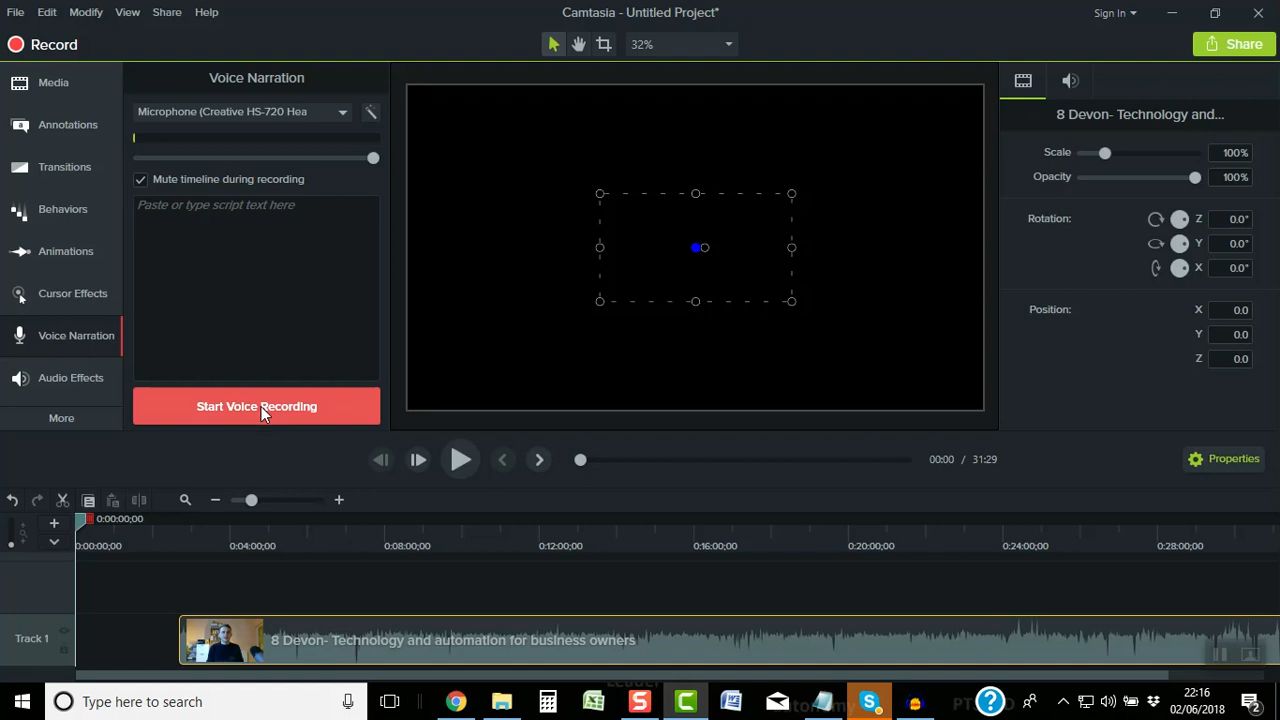 File Edit Modify View Share Help
Camtasia - Untitled Project*
Sign In
Record
32%
Share
Media
Annotations
Transitions
Behaviors
Animations
Cursor Effects
Voice Narration
Audio Effects
More
Voice Narration
Microphone (Creative HS-720 Hea
Mute timeline during recording
Paste or type script text here
Start Voice Recording
8 Devon- Technology and...
Scale 100%
Opacity 100%
Rotation: Z 0.0°
Y 0.0°
X 0.0°
Position: X 0.0
Y 0.0
Z 0.0
00:00 / 31:29
Properties
0:00:00;00
0:00:00;00 0:04:00;00 0:08:00;00 0:12:00;00 0:16:00;00 0:20:00;00 0:24:00;00 0:28:00;00
Track 1
8 Devon- Technology and automation for business owners
Type here to search
22:16
02/06/2018
2